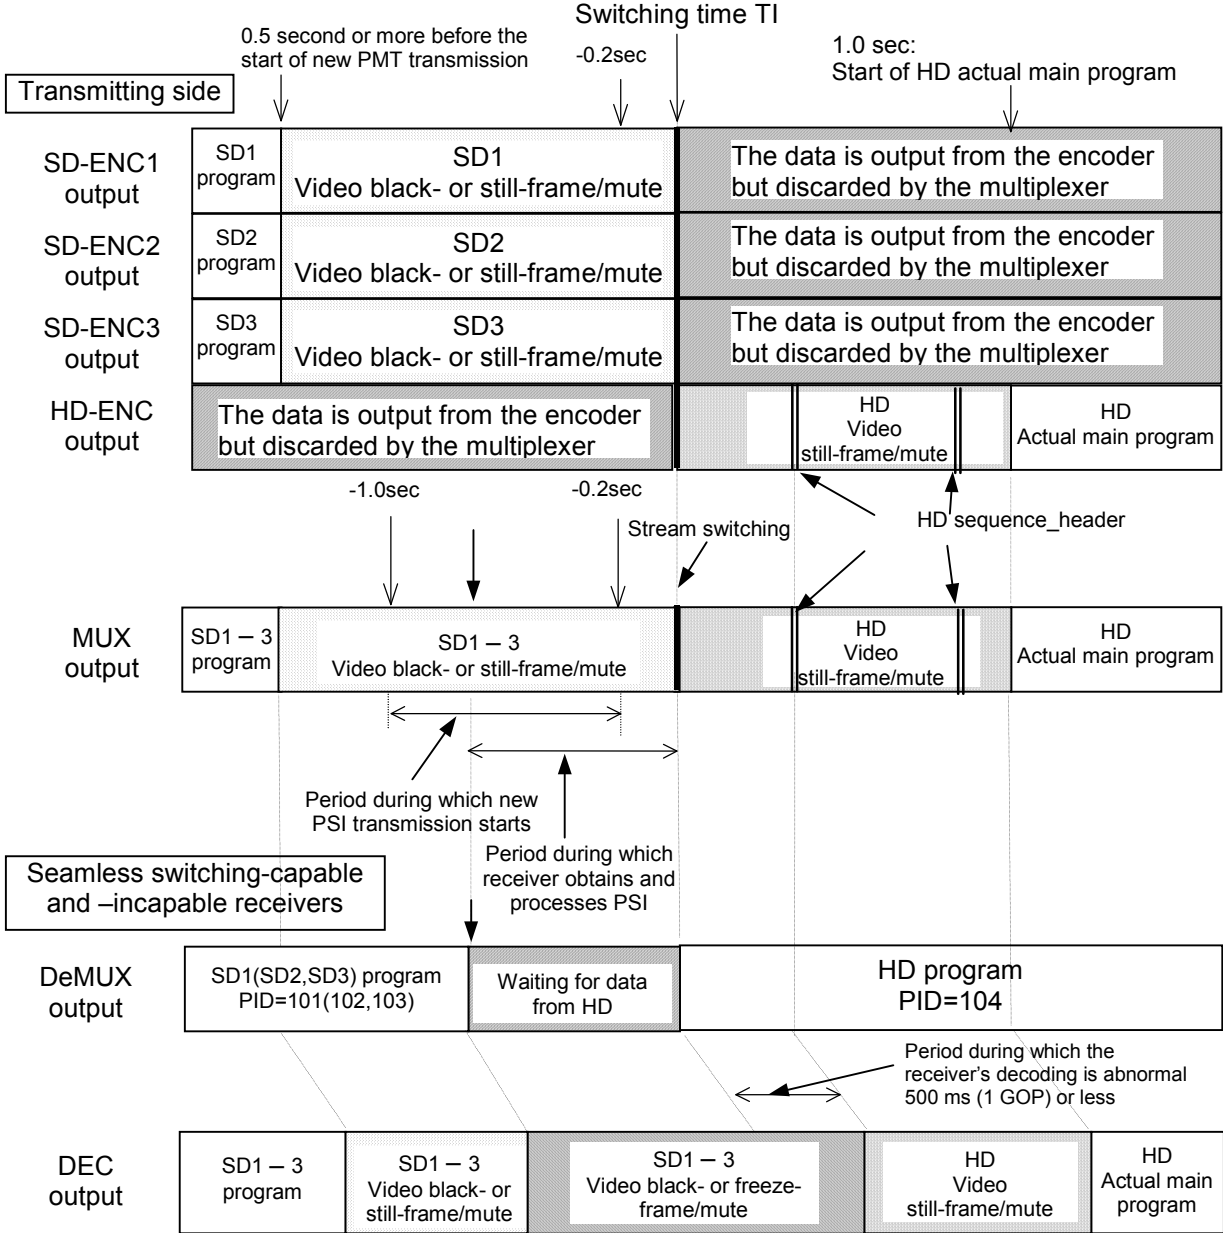 Switching time TI
0.5 second or more before the
start of new PMT transmission
-0.2sec
1.0 sec:
Start of HD actual main program
Transmitting side
SD-ENC1
output
SD1
program
SD1
Video black- or still-frame/mute
The data is output from the encoder
but discarded by the multiplexer
SD-ENC2
output
SD2
program
SD2
Video black- or still-frame/mute
The data is output from the encoder
but discarded by the multiplexer
SD-ENC3
output
SD3
program
SD3
Video black- or still-frame/mute
The data is output from the encoder
but discarded by the multiplexer
HD-ENC
output
The data is output from the encoder
but discarded by the multiplexer
HD
Video
still-frame/mute
HD
Actual main program
-1.0sec
-0.2sec
Stream switching
HD sequence_header
MUX
output
SD1 – 3
program
SD1 – 3
Video black- or still-frame/mute
HD
Video
still-frame/mute
HD
Actual main program
Period during which new
PSI transmission starts
Period during which
receiver obtains and
processes PSI
Seamless switching-capable
and –incapable receivers
DeMUX
output
SD1(SD2,SD3) program
PID=101(102,103)
Waiting for data
from HD
HD program
PID=104
Period during which the
receiver's decoding is abnormal
500 ms (1 GOP) or less
DEC
output
SD1 – 3
program
SD1 – 3
Video black- or
still-frame/mute
SD1 – 3
Video black- or freeze-
frame/mute
HD
Video
still-frame/mute
HD
Actual main
program